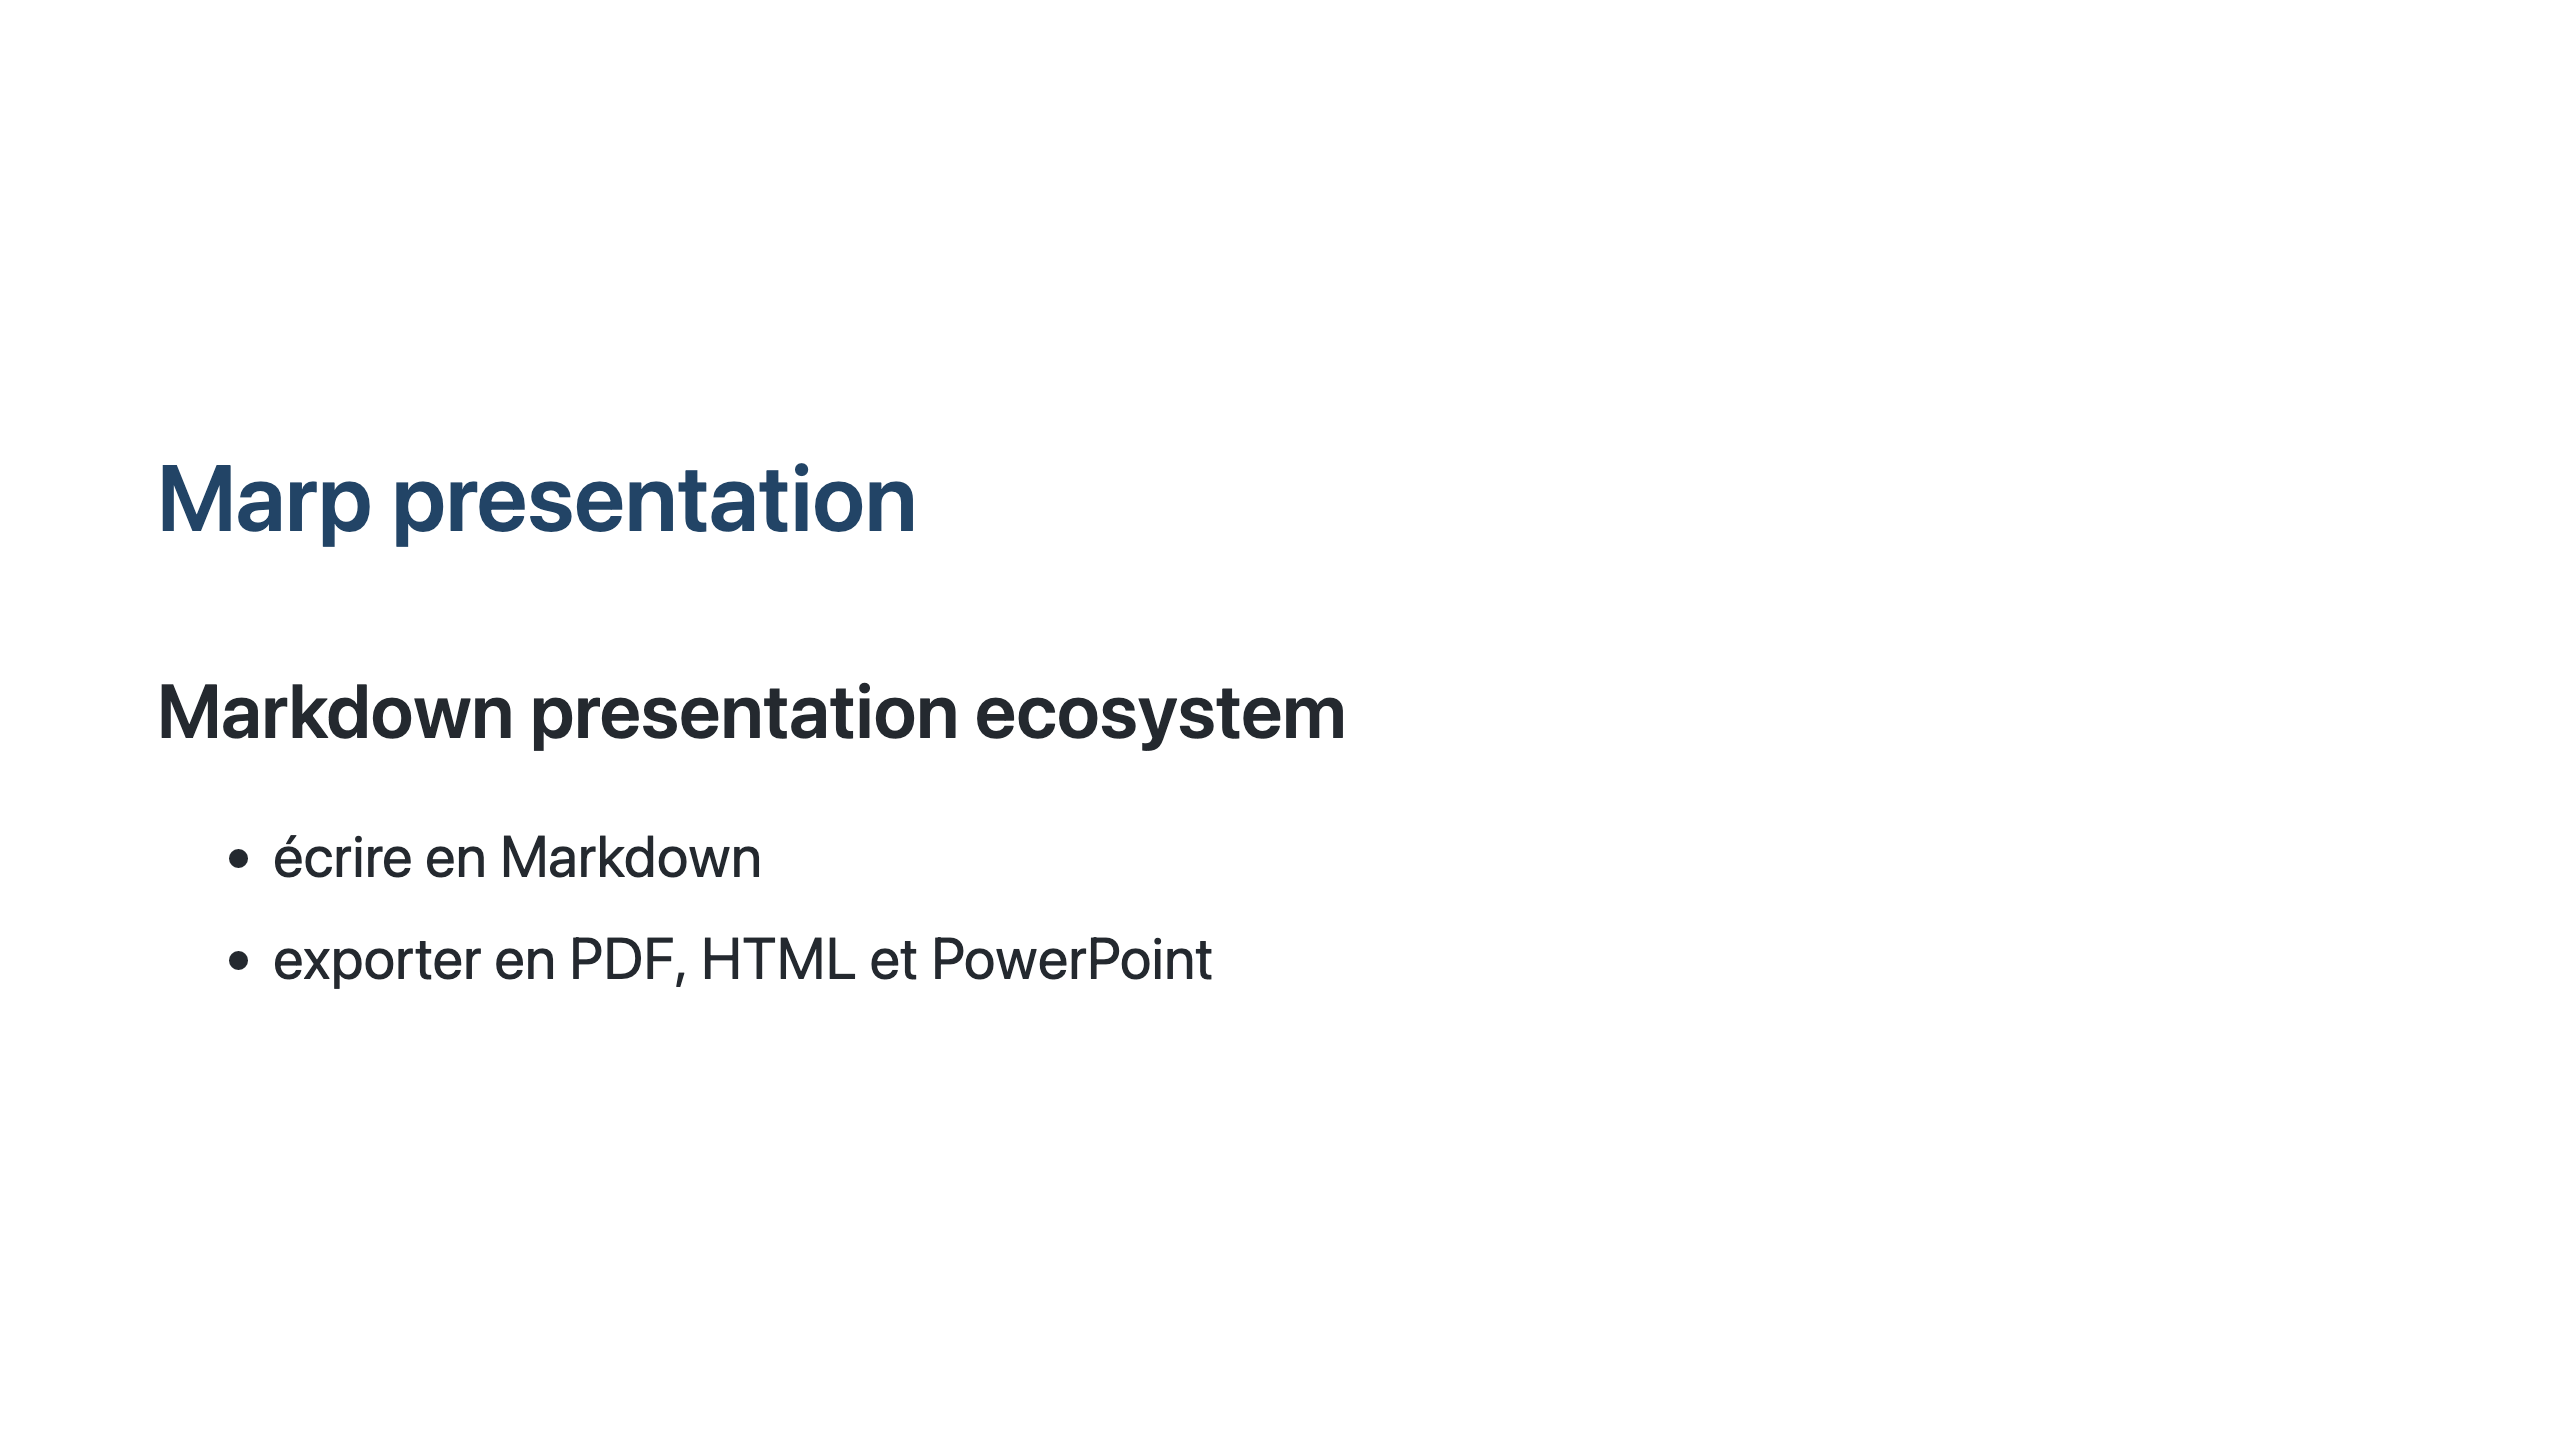 Marp presentation
Markdown presentation ecosystem
• écrire en Markdown
• exporter en PDF, HTML et PowerPoint